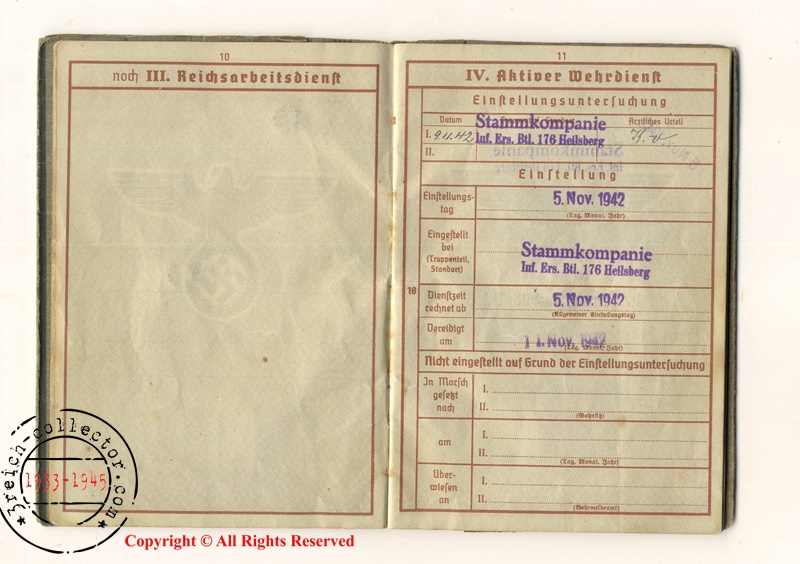 10
noch III. Reichsarbeitsdienst
11
IV. Aktiver Wehrdienst
Einstellungsuntersuchung
Datum
Ärztliches Urteil
I. 9.11.42
Stammkompanie
Inf. Ers. Btl. 176 Heilsberg
II.
Einstellung
Einstellungs-
tag
5. Nov. 1942
(Tag, Monat, Jahr)
Eingestellt
bei
(Truppenteil,
Standort)
Stammkompanie
Inf. Ers. Btl. 176 Heilsberg
18
Dienstzeit
rechnet ab
5. Nov. 1942
(Allgemeiner Einstellungstag)
Vereidigt
am
11. Nov. 1942
(Tag, Monat, Jahr)
Nicht eingestellt auf Grund der Einstellungsuntersuchung
In Marsch
gesetzt
nach
I.
II.
(Wohnsitz)
am
I.
II.
(Tag, Monat, Jahr)
Über-
wiesen
an
I.
II.
(Wehrmeldeamt)
3reich-collector.com
1933-1945
Copyright © All Rights Reserved